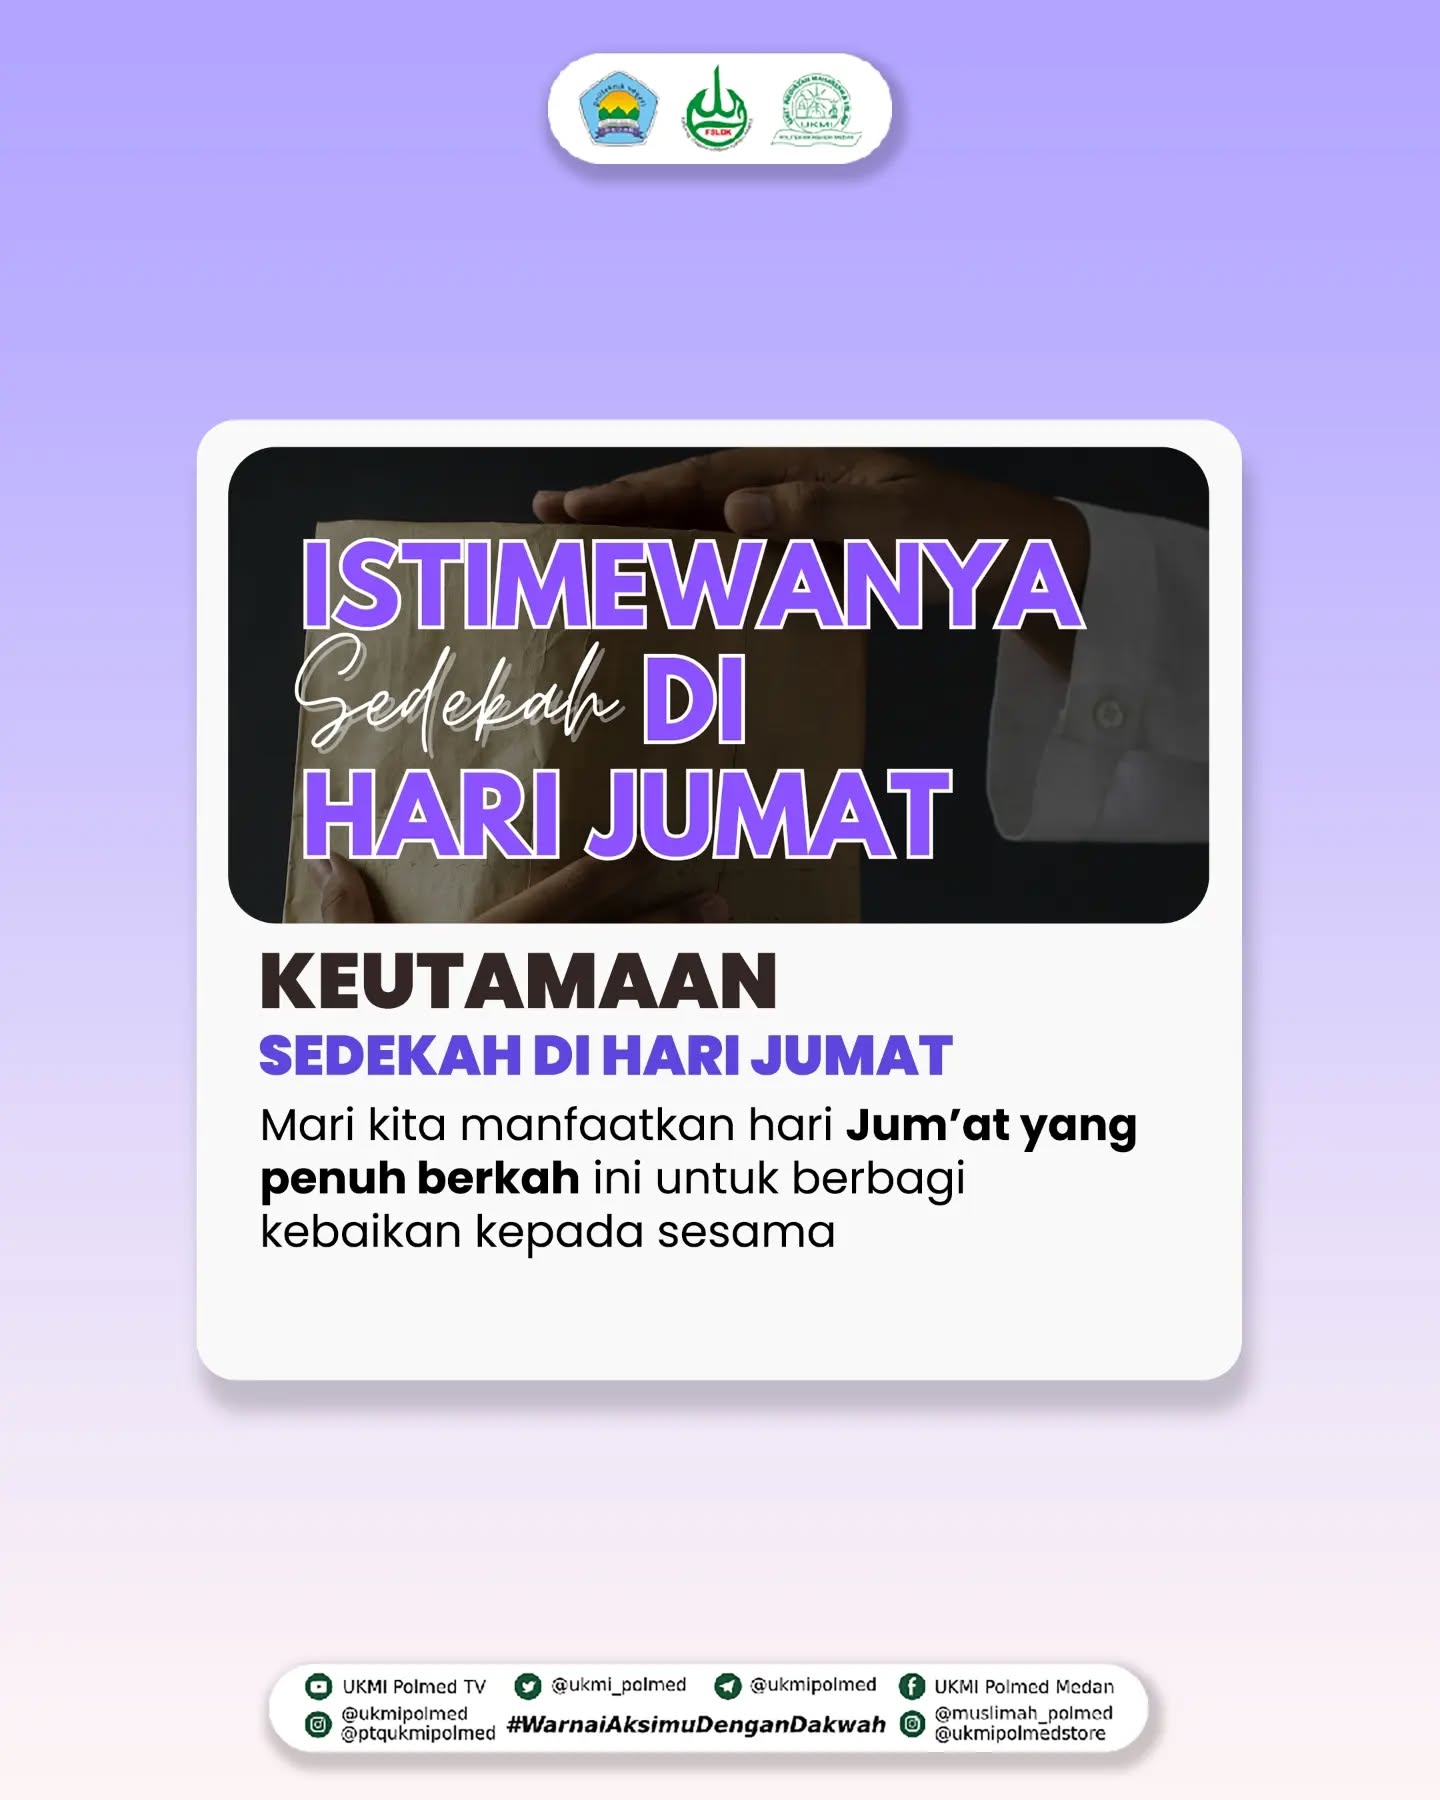 FSLDK
UKMI
ISTIMEWANYA
Sedekah DI
HARI JUMAT
KEUTAMAAN
SEDEKAH DI HARI JUMAT
Mari kita manfaatkan hari Jum’at yang
penuh berkah ini untuk berbagi
kebaikan kepada sesama
UKMI Polmed TV @ukmi_polmed @ukmipolmed UKMI Polmed Medan
@ukmipolmed
@ptqukmipolmed #WarnaiAksimuDenganDakwah @muslimah_polmed
@ukmipolmedstore